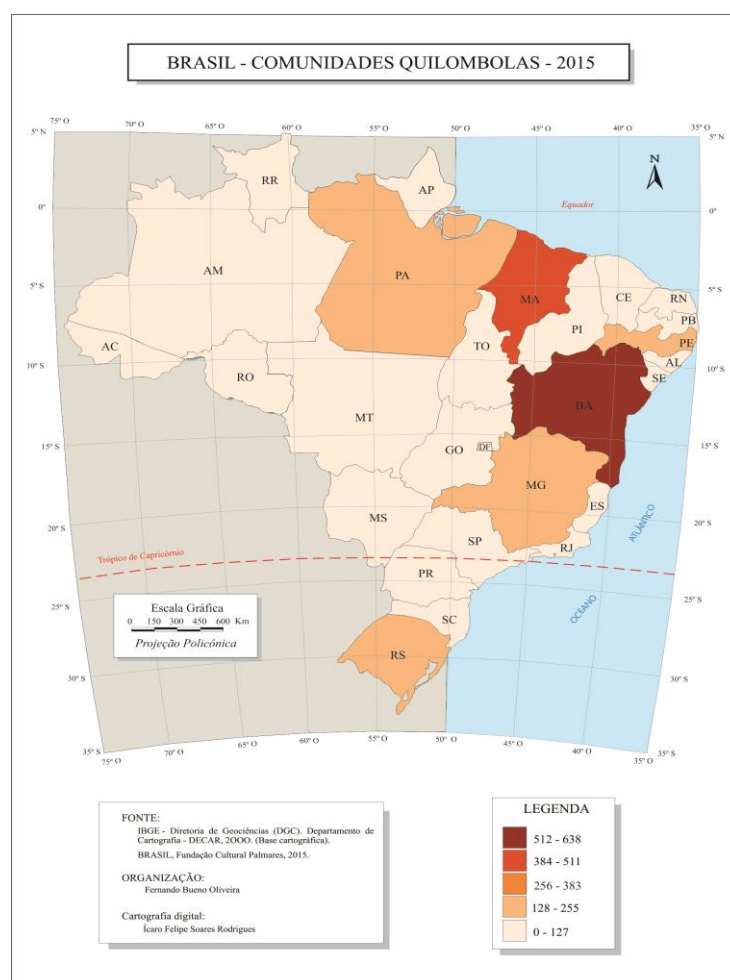 BRASIL - COMUNIDADES QUILOMBOLAS - 2015
75° O
70° O
65° O
60° O
55° O
50° O
45° O
40° O
35° O
5° N
5° N
N
RR
AP
Equador
0°
0°
AM
PA
MA
CE
RN
5° S
5° S
PI
PB
AC
TO
PE
AL
10° S
RO
SE
10° S
MT
BA
15° S
GO
DF
15° S
MG
ES
20° S
MS
SP
RJ
ATLÂNTICO
20° S
Trópico de Capricórnio
PR
25° S
25° S
Escala Gráfica
0 150 300 450 600 Km
Projeção Policônica
SC
OCEANO
RS
30° S
30° S
35° S
35° S
75° O
70° O
65° O
60° O
55° O
50° O
45° O
40° O
35° O
FONTE:
IBGE - Diretoria de Geociências (DGC). Departamento de
Cartografia - DECAR, 2OOO. (Base cartográfica).
BRASIL, Fundação Cultural Palmares, 2015.
ORGANIZAÇÃO:
Fernando Bueno Oliveira
Cartografia digital:
Ícaro Felipe Soares Rodrigues
LEGENDA
512 - 638
384 - 511
256 - 383
128 - 255
0 - 127